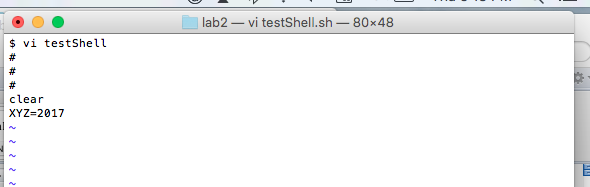 lab2 — vi testShell.sh — 80×48
$ vi testShell
#
#
#
clear
XYZ=2017
~
~
~
~
~